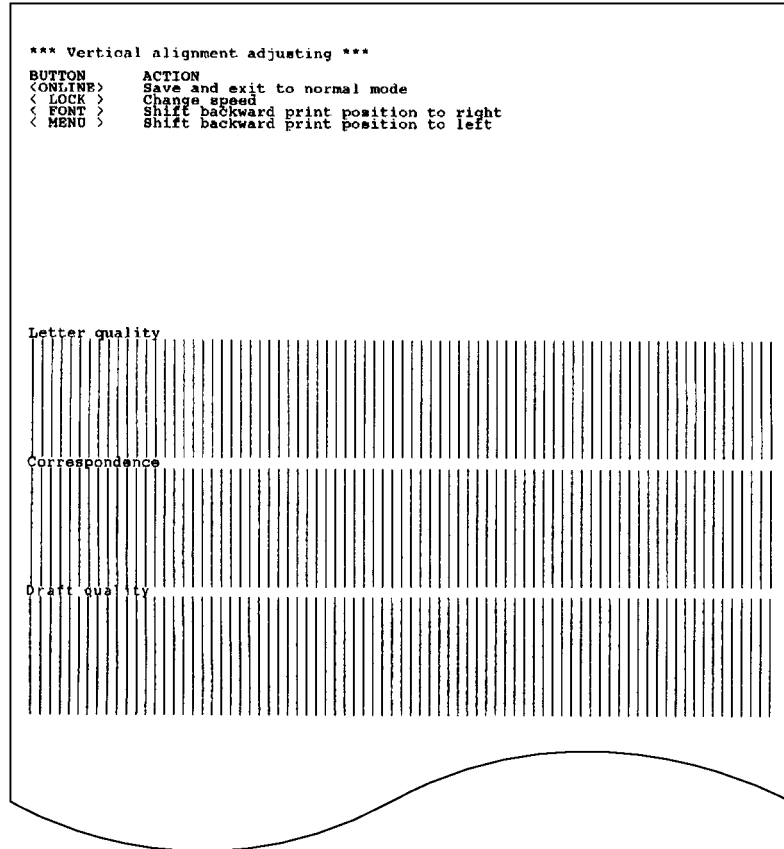 *** Vertical alignment adjusting ***
BUTTON ACTION
<ONLINE> Save and exit to normal mode
< LOCK > Change speed
< FONT > Shift backward print position to right
< MENU > Shift backward print position to left
Letter quality
Correspondence
Draft quality